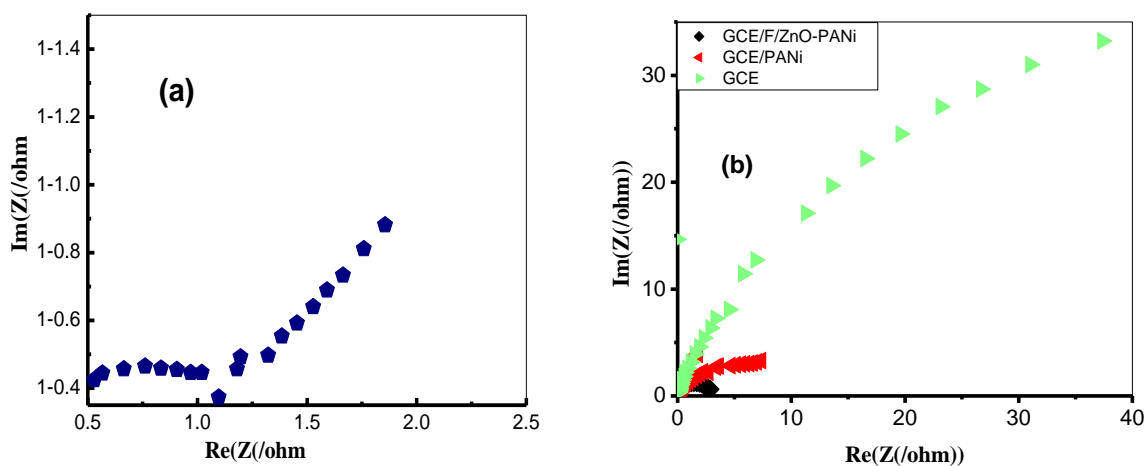 1-1.4
1-1.2
1-1.0
1-0.8
1-0.6
1-0.4
Im(Z(/ohm
(a)
0.5 1.0 1.5 2.0 2.5
Re(Z(/ohm
GCE/F/ZnO-PANi
GCE/PANi
GCE
30
20
10
0
Im(Z(/ohm))
(b)
0 10 20 30 40
Re(Z(/ohm))